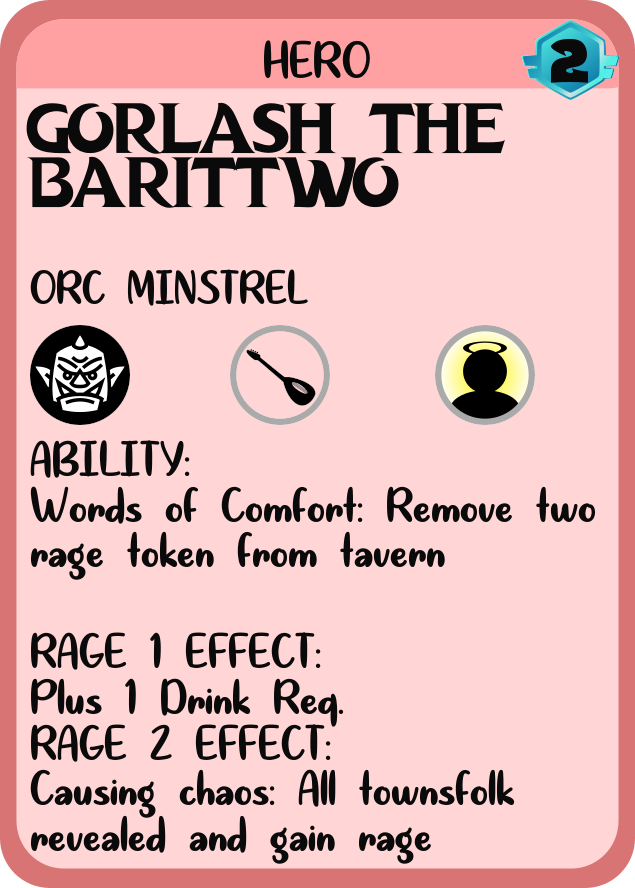 HERO
2
GORLASH THE
BARITTWO
ORC MINSTREL
ABILITY:
Words of Comfort: Remove two
rage token from tavern
RAGE 1 EFFECT:
Plus 1 Drink Req.
RAGE 2 EFFECT:
Causing chaos: All townsfolk
revealed and gain rage